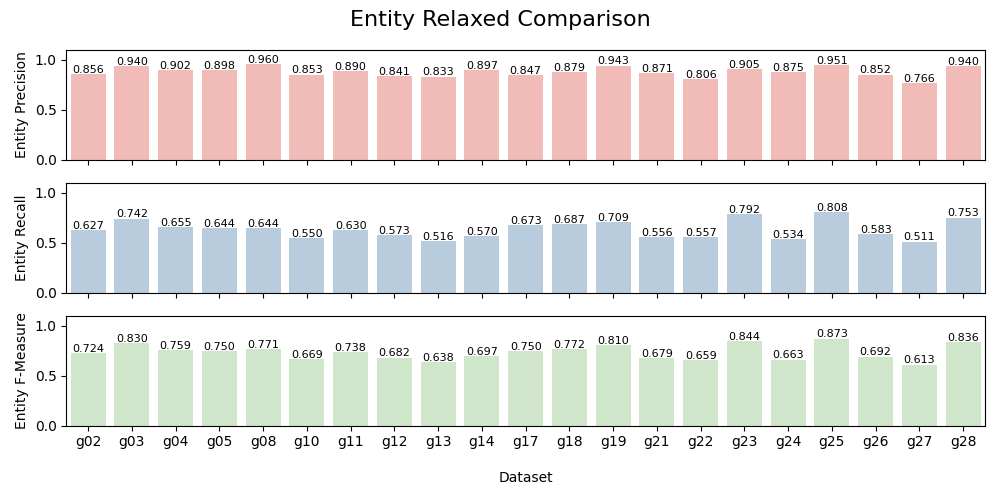 Entity Relaxed Comparison
Entity Precision
1.0
0.5
0.0
0.856 0.940 0.902 0.898 0.960 0.853 0.890 0.841 0.833 0.897 0.847 0.879 0.943 0.871 0.806 0.905 0.875 0.951 0.852 0.766 0.940
Entity Recall
1.0
0.5
0.0
0.627 0.742 0.655 0.644 0.644 0.550 0.630 0.573 0.516 0.570 0.673 0.687 0.709 0.556 0.557 0.792 0.534 0.808 0.583 0.511 0.753
Entity F-Measure
1.0
0.5
0.0
0.724 0.830 0.759 0.750 0.771 0.669 0.738 0.682 0.638 0.697 0.750 0.772 0.810 0.679 0.659 0.844 0.663 0.873 0.692 0.613 0.836
g02 g03 g04 g05 g08 g10 g11 g12 g13 g14 g17 g18 g19 g21 g22 g23 g24 g25 g26 g27 g28
Dataset